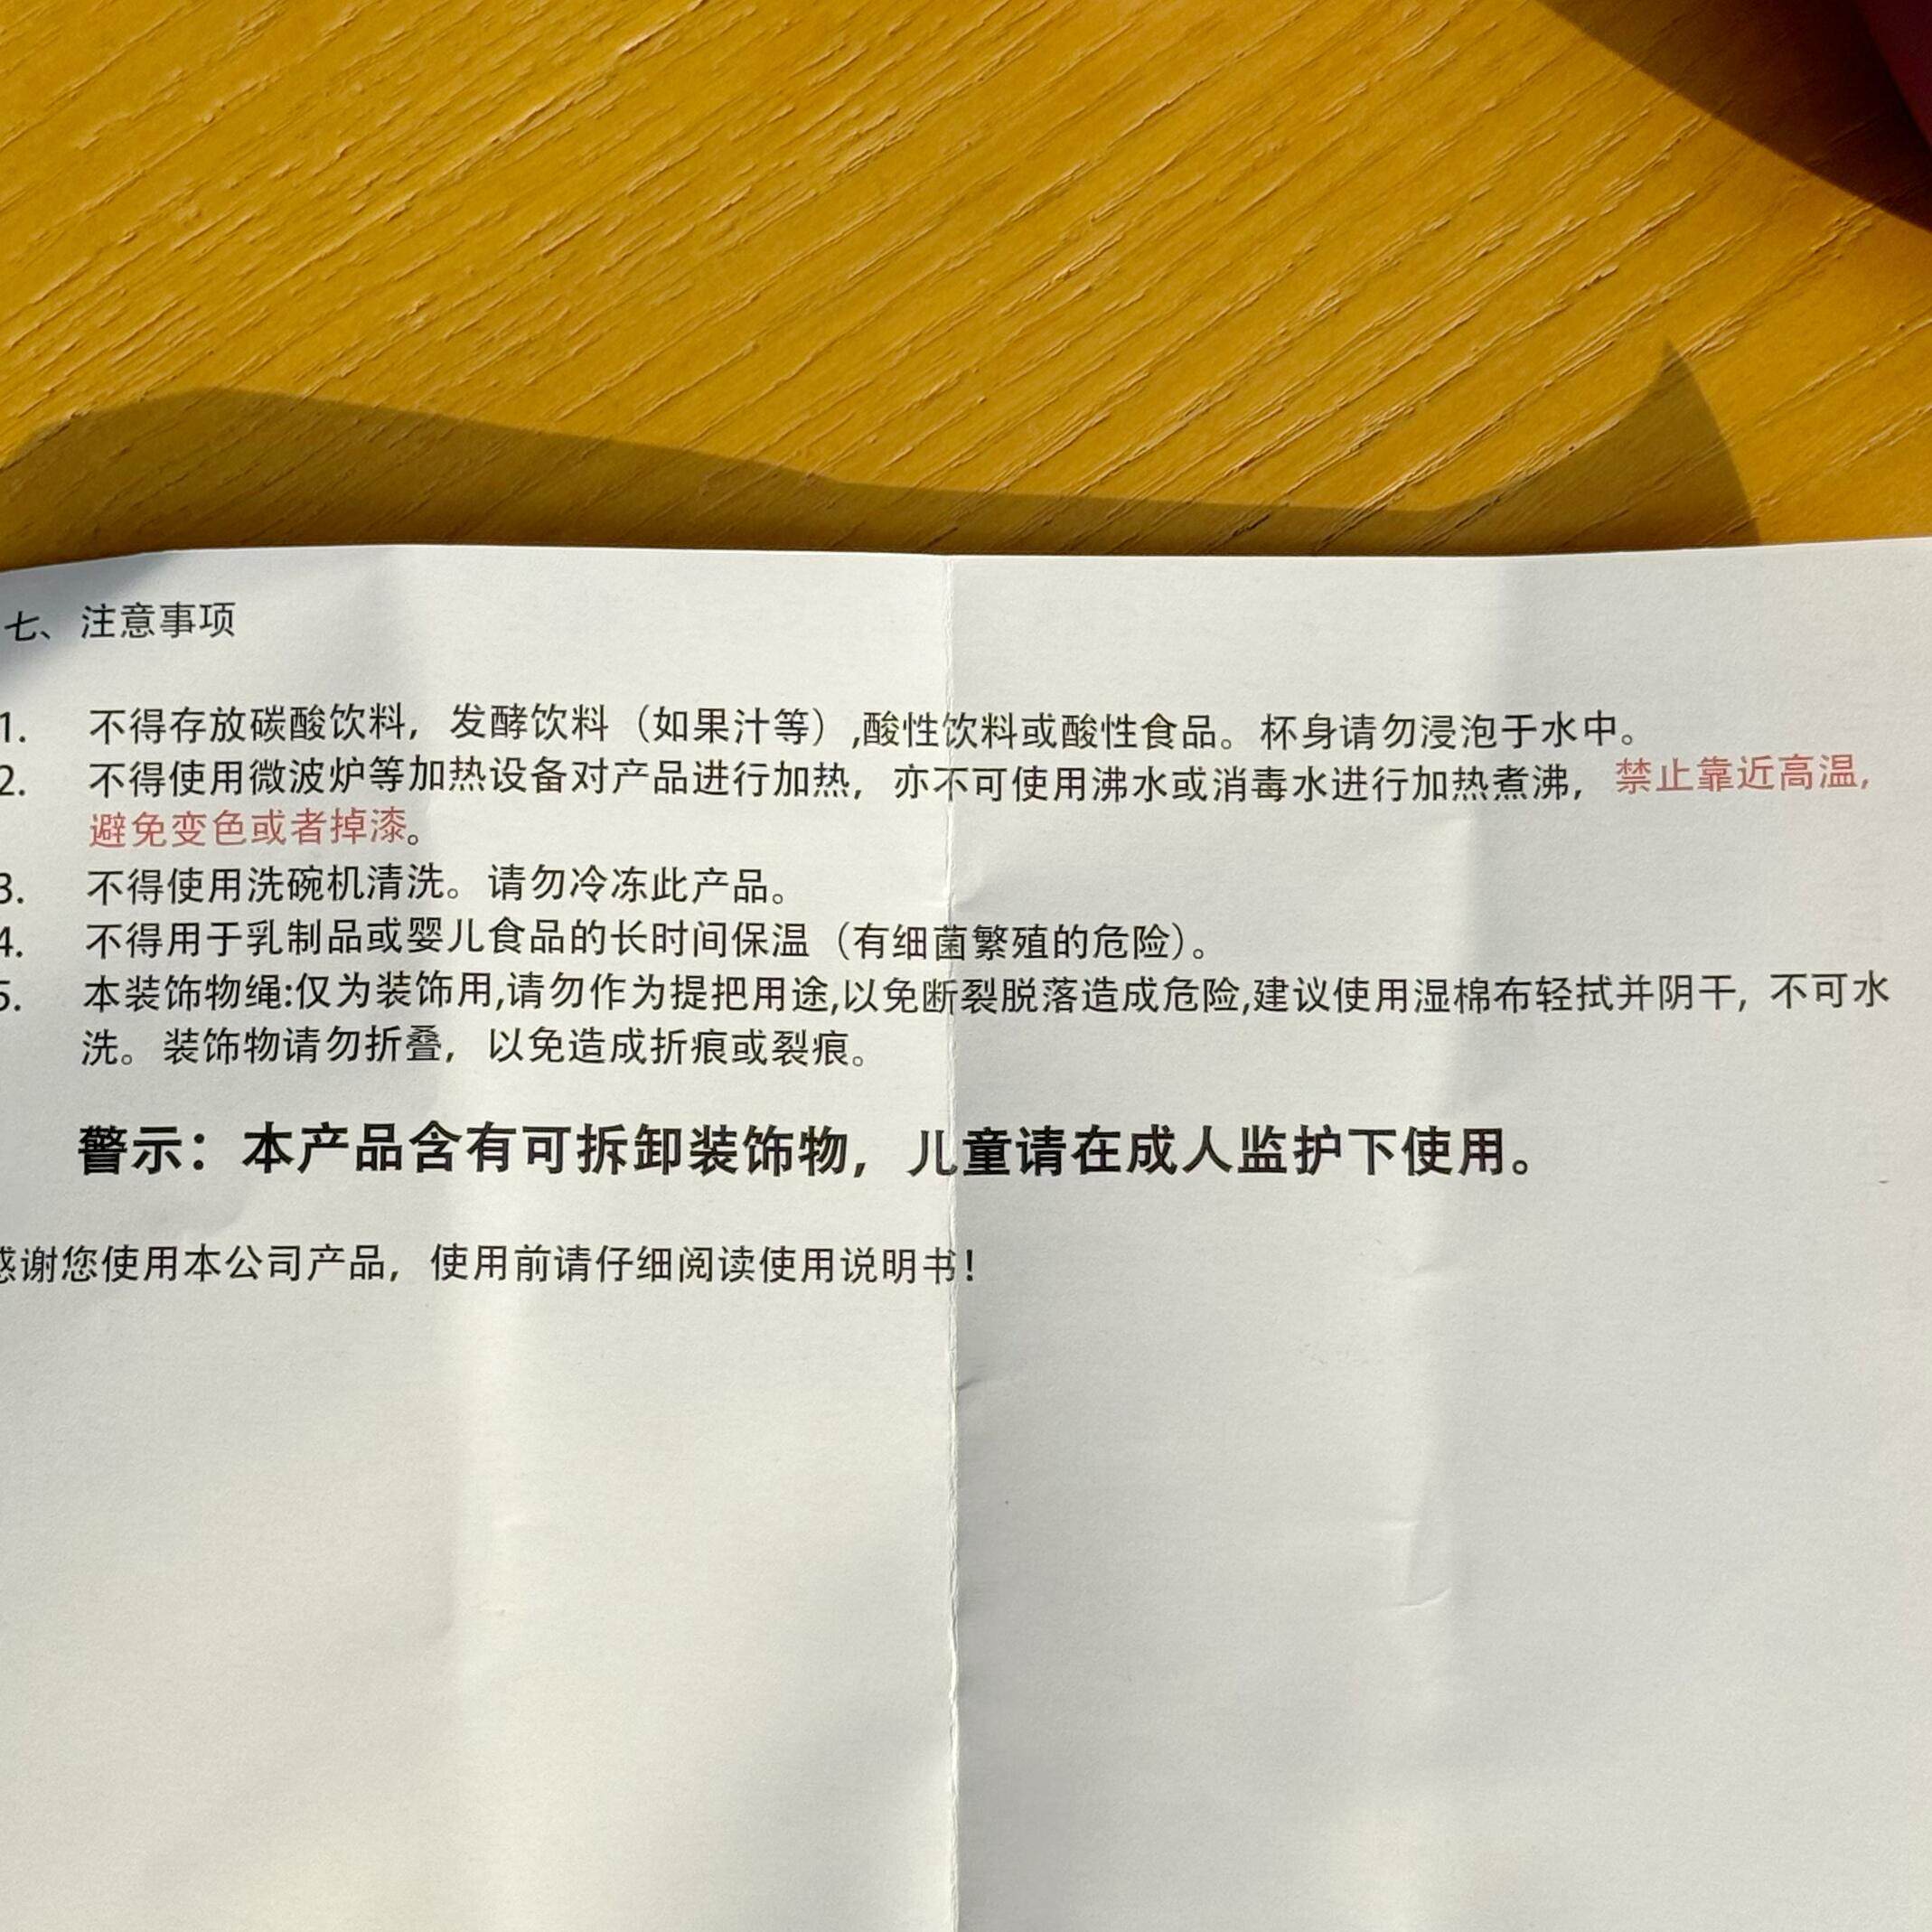 七、注意事项
1. 不得存放碳酸饮料，发酵饮料（如果汁等）,酸性饮料或酸性食品。杯身请勿浸泡于水中。
2. 不得使用微波炉等加热设备对产品进行加热，亦不可使用沸水或消毒水进行加热煮沸，禁止靠近高温，
避免变色或者掉漆。
3. 不得使用洗碗机清洗。请勿冷冻此产品。
4. 不得用于乳制品或婴儿食品的长时间保温（有细菌繁殖的危险）。
5. 本装饰物绳:仅为装饰用,请勿作为提把用途,以免断裂脱落造成危险,建议使用湿棉布轻拭并阴干，不可水
洗。装饰物请勿折叠，以免造成折痕或裂痕。
警示：本产品含有可拆卸装饰物，儿童请在成人监护下使用。
感谢您使用本公司产品，使用前请仔细阅读使用说明书！